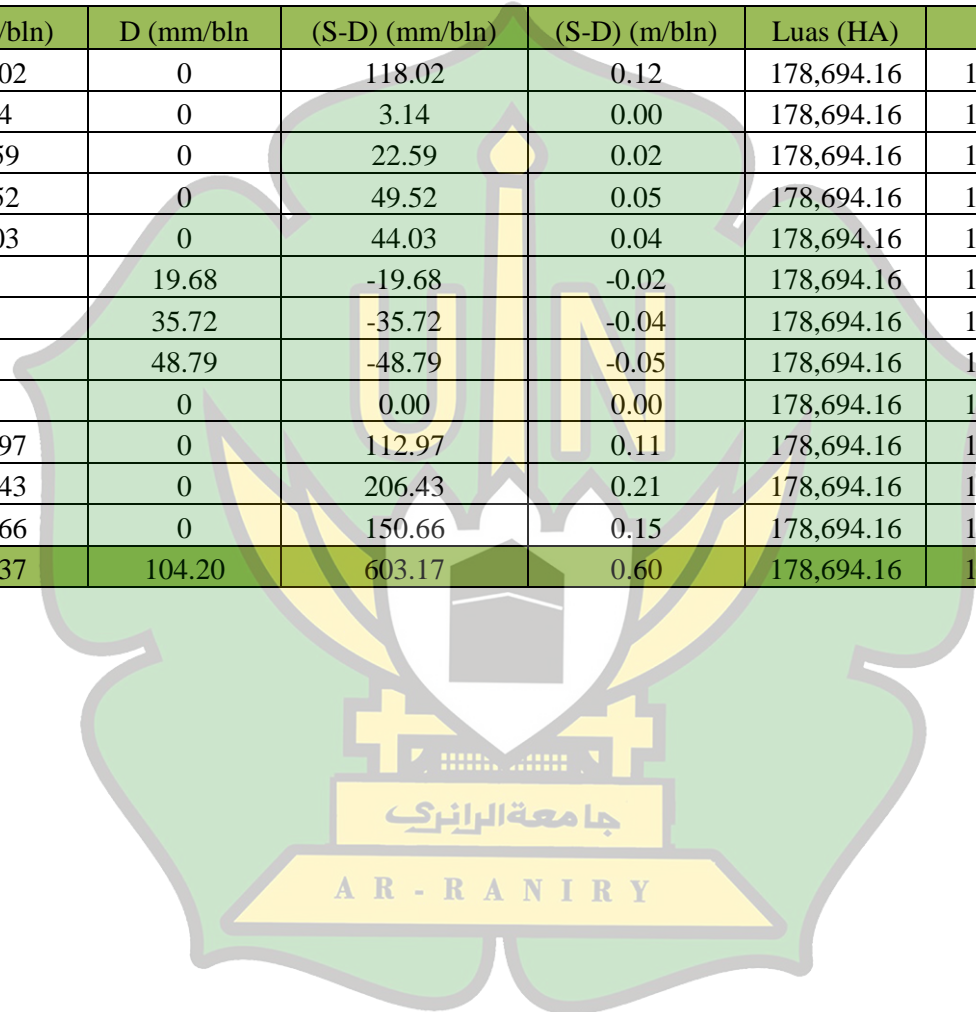 /bln) D (mm/bln (S-D) (mm/bln) (S-D) (m/bln) Luas (HA)
02 0 118.02 0.12 178,694.16 1
4 0 3.14 0.00 178,694.16 1
59 0 22.59 0.02 178,694.16 1
52 0 49.52 0.05 178,694.16 1
03 0 44.03 0.04 178,694.16 1
19.68 -19.68 -0.02 178,694.16 1
35.72 -35.72 -0.04 178,694.16 1
48.79 -48.79 -0.05 178,694.16 1
0 0.00 0.00 178,694.16 1
97 0 112.97 0.11 178,694.16 1
43 0 206.43 0.21 178,694.16 1
66 0 150.66 0.15 178,694.16 1
37 104.20 603.17 0.60 178,694.16 1
UIN
جامعةالرانري
AR-RANIRY